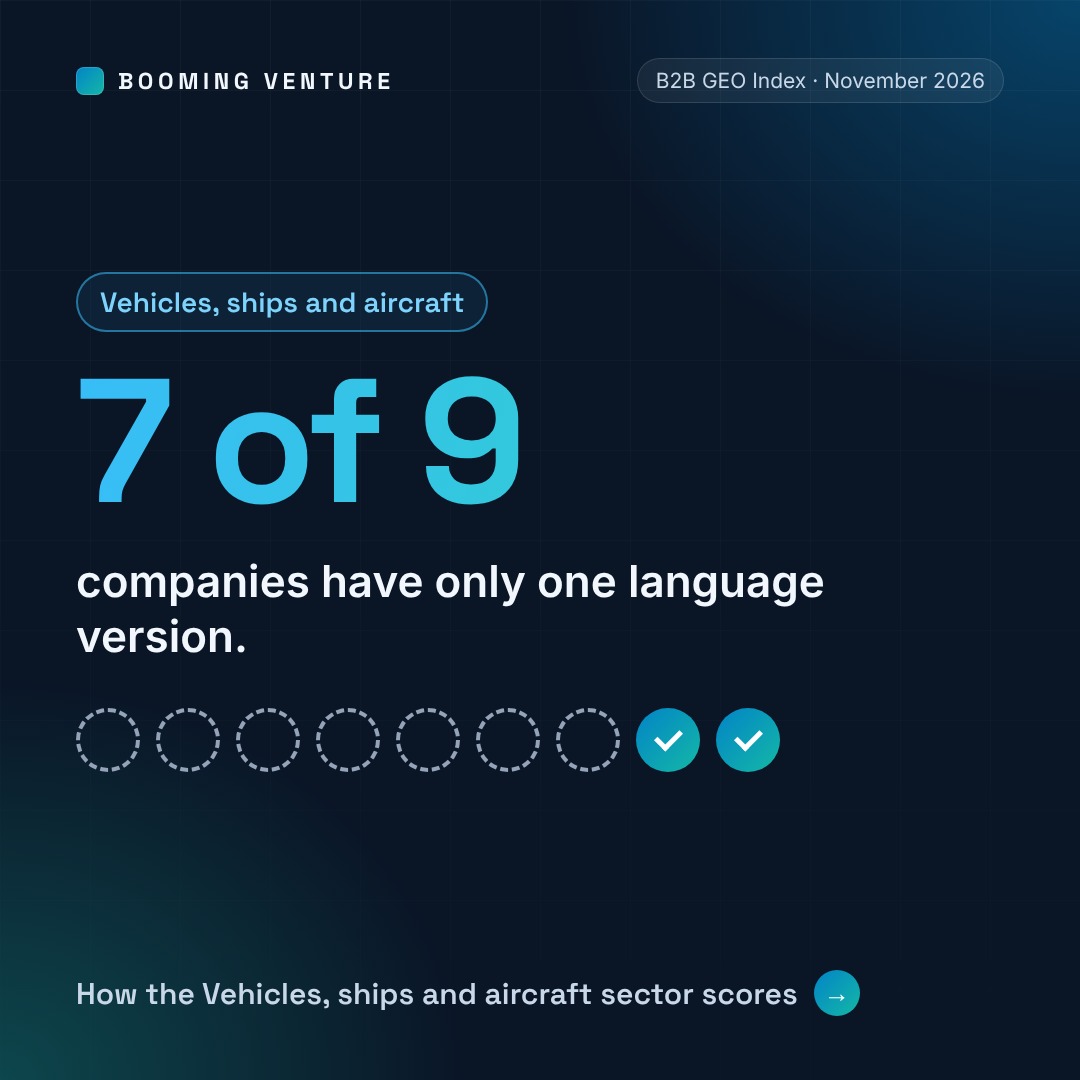 BOOMING VENTURE
B2B GEO Index · November 2026
Vehicles, ships and aircraft
7 of 9
companies have only one language
version.
How the Vehicles, ships and aircraft sector scores →